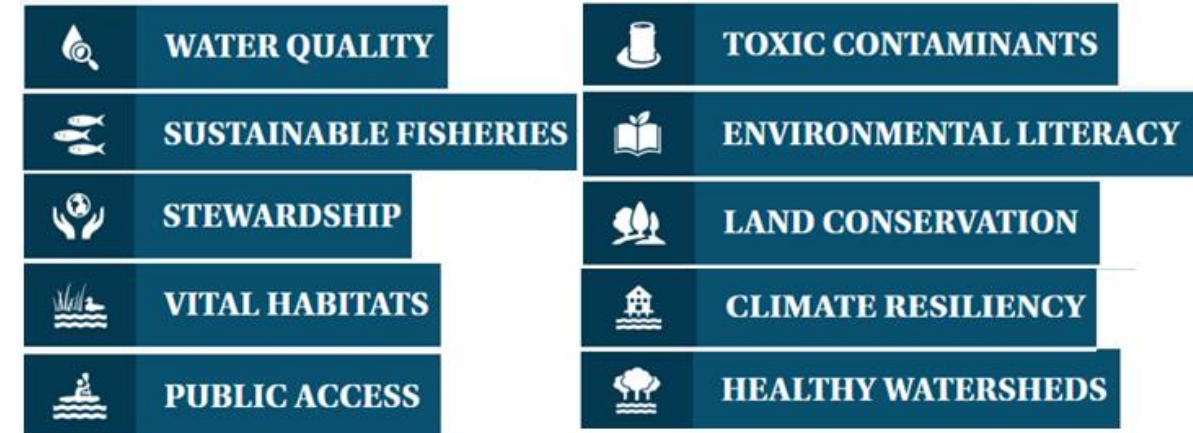 WATER QUALITY
SUSTAINABLE FISHERIES
STEWARDSHIP
VITAL HABITATS
PUBLIC ACCESS
TOXIC CONTAMINANTS
ENVIRONMENTAL LITERACY
LAND CONSERVATION
CLIMATE RESILIENCY
HEALTHY WATERSHEDS